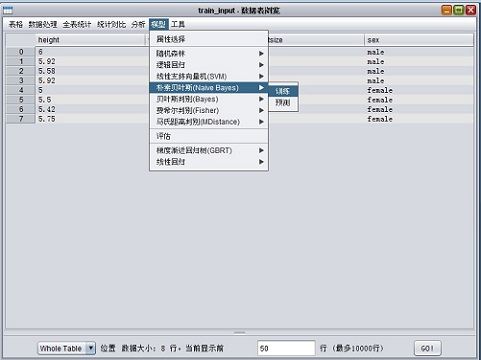 train_input - 数据表浏览
表格 数据处理 全表统计 统计对比 分析 模型 工具
height size sex
0 6 male
1 5.92 male
2 5.58 male
3 5.92 male
4 5 female
5 5.5 female
6 5.42 female
7 5.75 female
属性选择
随机森林
逻辑回归
线性支持向量机(SVM)
朴素贝叶斯(Naive Bayes)
训练
预测
贝叶斯判别(Bayes)
费希尔判别(Fisher)
马氏距离判别(MDistance)
评估
梯度渐进回归树(GBRT)
线性回归
Whole Table 位置 数据大小: 8 行, 当前显示前 50 行 (最多10000行) GO!